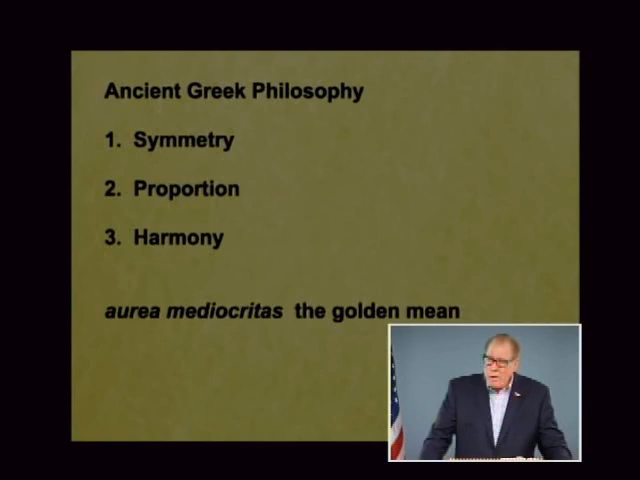 Ancient Greek Philosophy
1. Symmetry
2. Proportion
3. Harmony
aurea mediocritas the golden mean